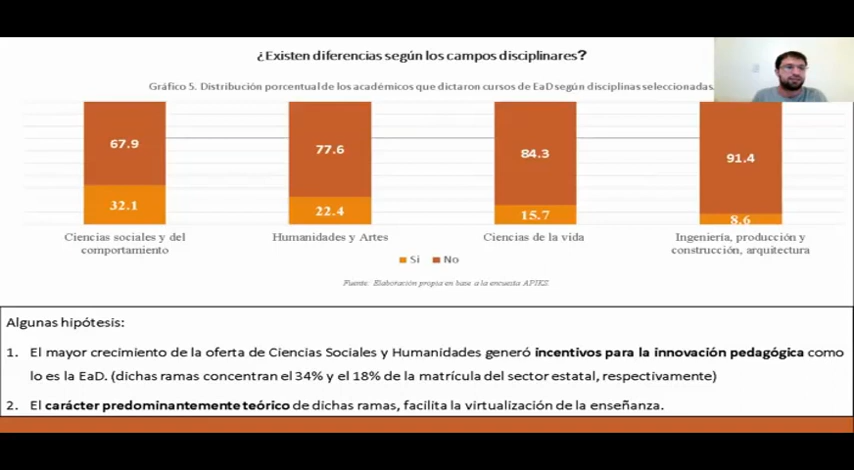 ¿Existen diferencias según los campos disciplinares?
Gráfico 5. Distribución porcentual de los académicos que dictaron cursos de EaD según disciplinas seleccionadas.
67.9
77.6
84.3
91.4
32.1
22.4
15.7
8.6
Ciencias sociales y del
comportamiento
Humanidades y Artes
Ciencias de la vida
Ingeniería, producción y
construcción, arquitectura
Si No
Fuente: Elaboración propia en base a la encuesta APIKS.
Algunas hipótesis:
1. El mayor crecimiento de la oferta de Ciencias Sociales y Humanidades generó incentivos para la innovación pedagógica como
lo es la EaD. (dichas ramas concentran el 34% y el 18% de la matrícula del sector estatal, respectivamente)
2. El carácter predominantemente teórico de dichas ramas, facilita la virtualización de la enseñanza.